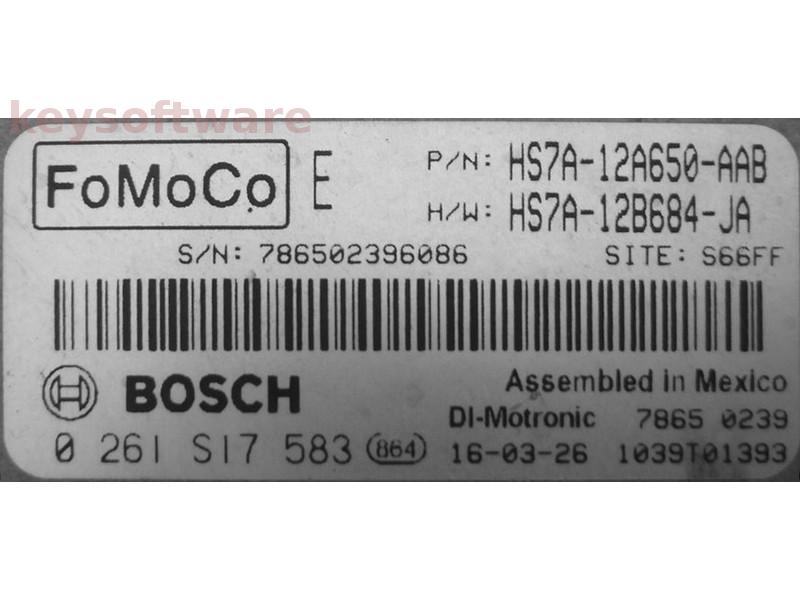 keysoftware
FoMoCo E P/N: HS7A-12A650-AAB
H/W: HS7A-12B684-JA
S/N: 786502396086 SITE: S66FF
BOSCH Assembled in Mexico
DI-Motronic 7865 0239
0 261 S17 583 864 16-03-26 1039T01393